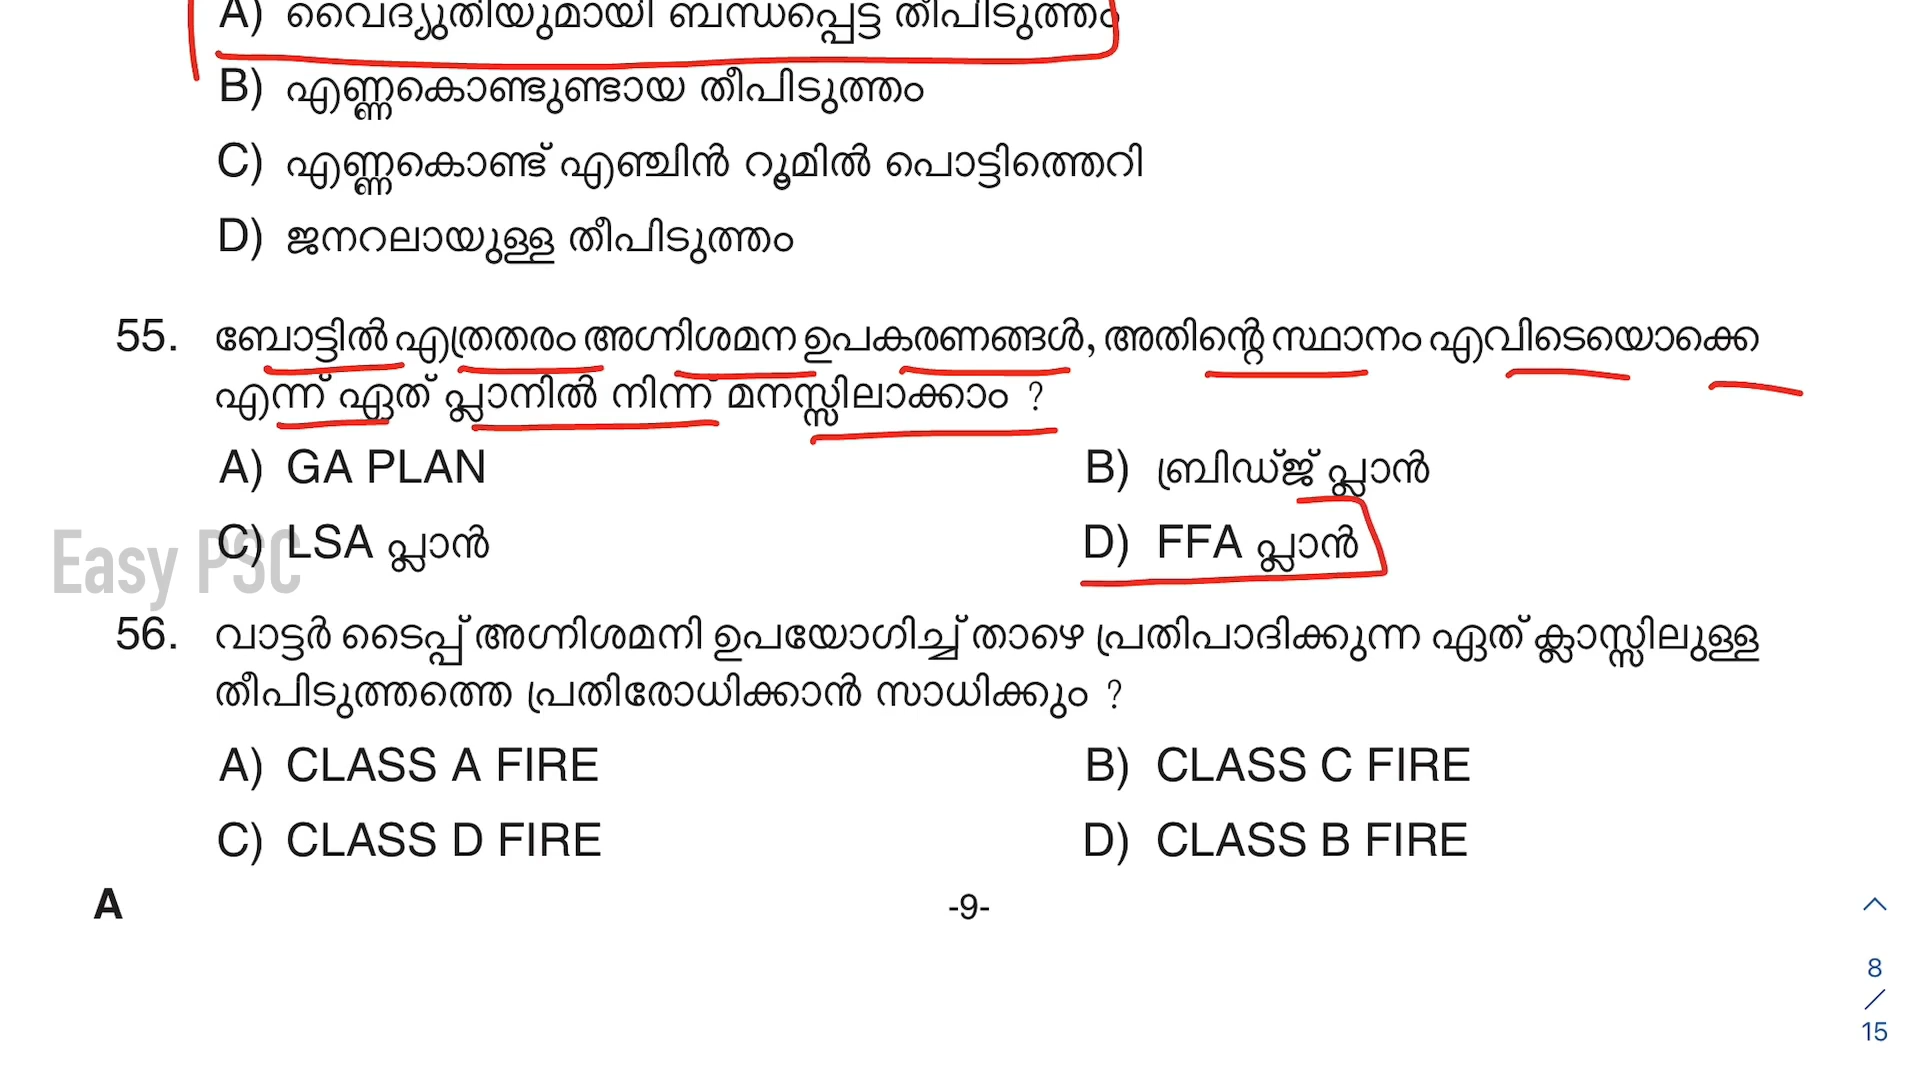 A) വൈദ്യുതിയുമായി ബന്ധപ്പെട്ട തീപിടുത്തം
B) എണ്ണകൊണ്ടുണ്ടായ തീപിടുത്തം
C) എണ്ണകൊണ്ട് എഞ്ചിൻ റൂമിൽ പൊട്ടിത്തെറി
D) ജനറലായുള്ള തീപിടുത്തം
55. ബോട്ടിൽ എത്രതരം അഗ്നിശമന ഉപകരണങ്ങൾ, അതിന്റെ സ്ഥാനം എവിടെയൊക്കെ
എന്ന് ഏത് പ്ലാനിൽ നിന്ന് മനസ്സിലാക്കാം ?
A) GA PLAN B) ബ്രിഡ്ജ് പ്ലാൻ
C) LSA പ്ലാൻ D) FFA പ്ലാൻ
Easy PSC
56. വാട്ടർ ടൈപ്പ് അഗ്നിശമനി ഉപയോഗിച്ച് താഴെ പ്രതിപാദിക്കുന്ന ഏത് ക്ലാസ്സിലുള്ള
തീപിടുത്തത്തെ പ്രതിരോധിക്കാൻ സാധിക്കും ?
A) CLASS A FIRE B) CLASS C FIRE
C) CLASS D FIRE D) CLASS B FIRE
A -9-
8
/
15